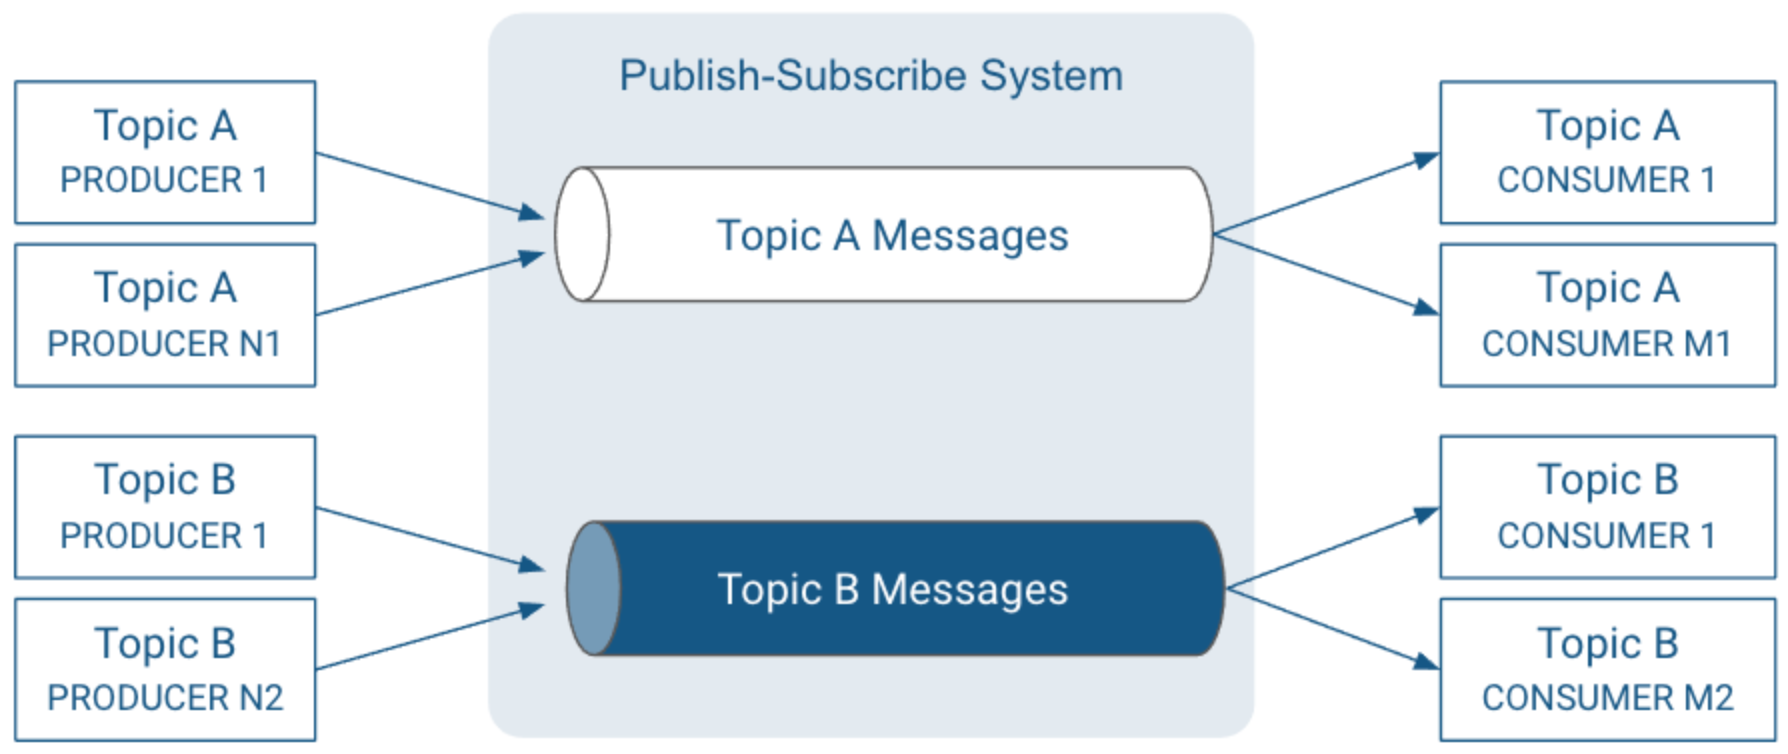 Publish-Subscribe System
Topic A
PRODUCER 1
Topic A
PRODUCER N1
Topic B
PRODUCER 1
Topic B
PRODUCER N2
Topic A Messages
Topic B Messages
Topic A
CONSUMER 1
Topic A
CONSUMER M1
Topic B
CONSUMER 1
Topic B
CONSUMER M2